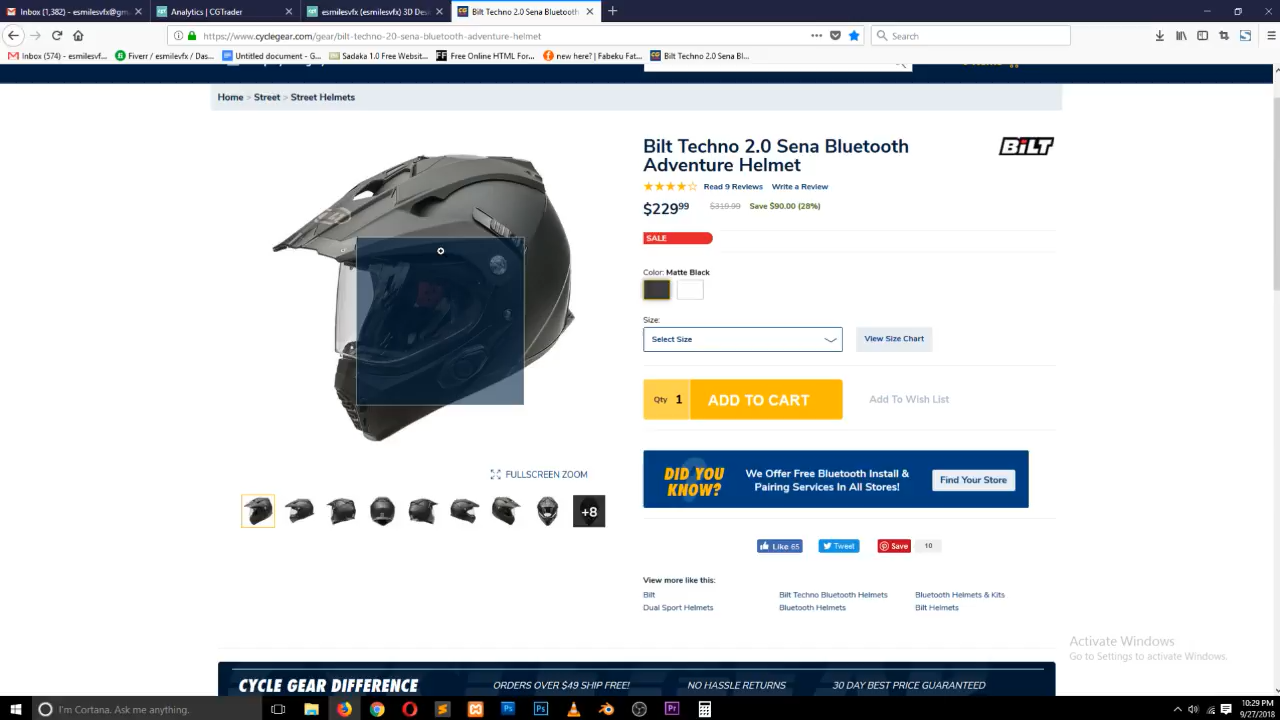 Inbox (1,382) - esmilesvfx@gm
Analytics | CGTrader
esmilesvfx (esmilesvfx) 3D Desi
Bilt Techno 2.0 Sena Bluetooth
https://www.cyclegear.com/gear/bilt-techno-20-sena-bluetooth-adventure-helmet
Search
Inbox (574) - esmilesvf...
Fiverr / esmilesvfx / Das...
Untitled document - G...
Sadaka 1.0 Free Websit...
Free Online HTML For...
new here? | Fabeku Fat...
Bilt Techno 2.0 Sena Bl...
Home > Street > Street Helmets
Bilt Techno 2.0 Sena Bluetooth
Adventure Helmet
BiLT
Read 9 Reviews
Write a Review
$229.99
$319.99
Save $90.00 (28%)
SALE
Color: Matte Black
Size:
Select Size
View Size Chart
Qty 1
ADD TO CART
Add To Wish List
DID YOU
KNOW?
We Offer Free Bluetooth Install &
Pairing Services In All Stores!
Find Your Store
FULLSCREEN ZOOM
+8
Like 65
Tweet
Save
10
View more like this:
Bilt
Bilt Techno Bluetooth Helmets
Bluetooth Helmets & Kits
Dual Sport Helmets
Bluetooth Helmets
Bilt Helmets
Activate Windows
Go to Settings to activate Windows.
CYCLE GEAR DIFFERENCE
ORDERS OVER $49 SHIP FREE!
NO HASSLE RETURNS
30 DAY BEST PRICE GUARANTEED
I'm Cortana. Ask me anything.
10:29 PM
9/27/2018